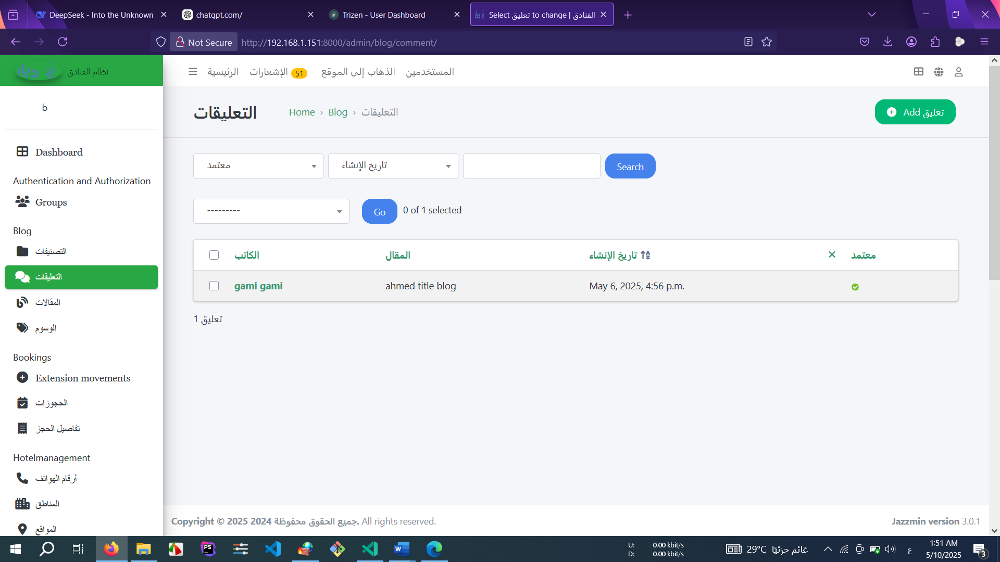 DeepSeek - Into the Unknown
chatgpt.com/
Trizen - User Dashboard
Select تعليق to change | الفنادق
Not Secure
http://192.168.1.151:8000/admin/blog/comment/
نظام الفنادق
الرئيسية
الإشعارات 51
الذهاب إلى الموقع
المستخدمين
b
Dashboard
Authentication and Authorization
Groups
Blog
التصنيفات
التعليقات
المقالات
الوسوم
Bookings
Extension movements
الحجوزات
تفاصيل الحجز
Hotelmanagement
أرقام الهواتف
المناطق
المواقع
التعليقات
Home › Blog › التعليقات
Add تعليق
معتمد
تاريخ الإنشاء
Search
---------
Go
0 of 1 selected
الكاتب
المقال
تاريخ الإنشاء
معتمد
gami gami
ahmed title blog
May 6, 2025, 4:56 p.m.
1 تعليق
Copyright © 2025 2024 جميع الحقوق محفوظة. All rights reserved.
Jazzmin version 3.0.1
U: 0.00 kbit/s
D: 0.00 kbit/s
29°C غائم جزئيًا
ع
1:51 AM
5/10/2025
3